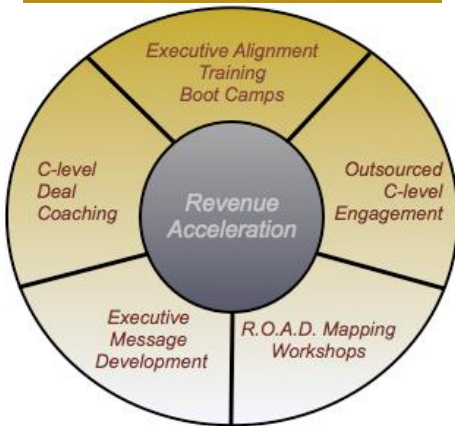 Executive Alignment
Training
Boot Camps
C-level
Deal
Coaching
Outsourced
C-level
Engagement
Revenue
Acceleration
Executive
Message
Development
R.O.A.D. Mapping
Workshops